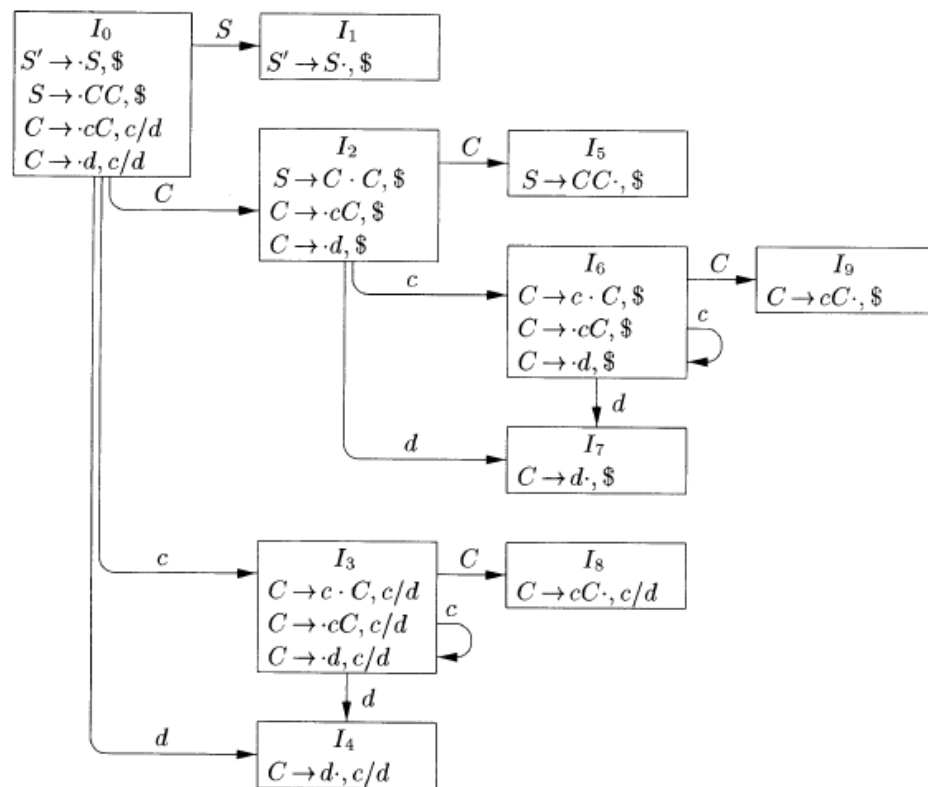 I₀
S′ → ·S, $
S → ·CC, $
C → ·cC, c/d
C → ·d, c/d
S
I₁
S′ → S·, $
C
I₂
S → C · C, $
C → ·cC, $
C → ·d, $
C
I₅
S → CC·, $
c
I₆
C → c · C, $
C → ·cC, $
C → ·d, $
C
I₉
C → cC·, $
c
d
d
I₇
C → d·, $
c
I₃
C → c · C, c/d
C → ·cC, c/d
C → ·d, c/d
C
I₈
C → cC·, c/d
c
d
d
I₄
C → d·, c/d